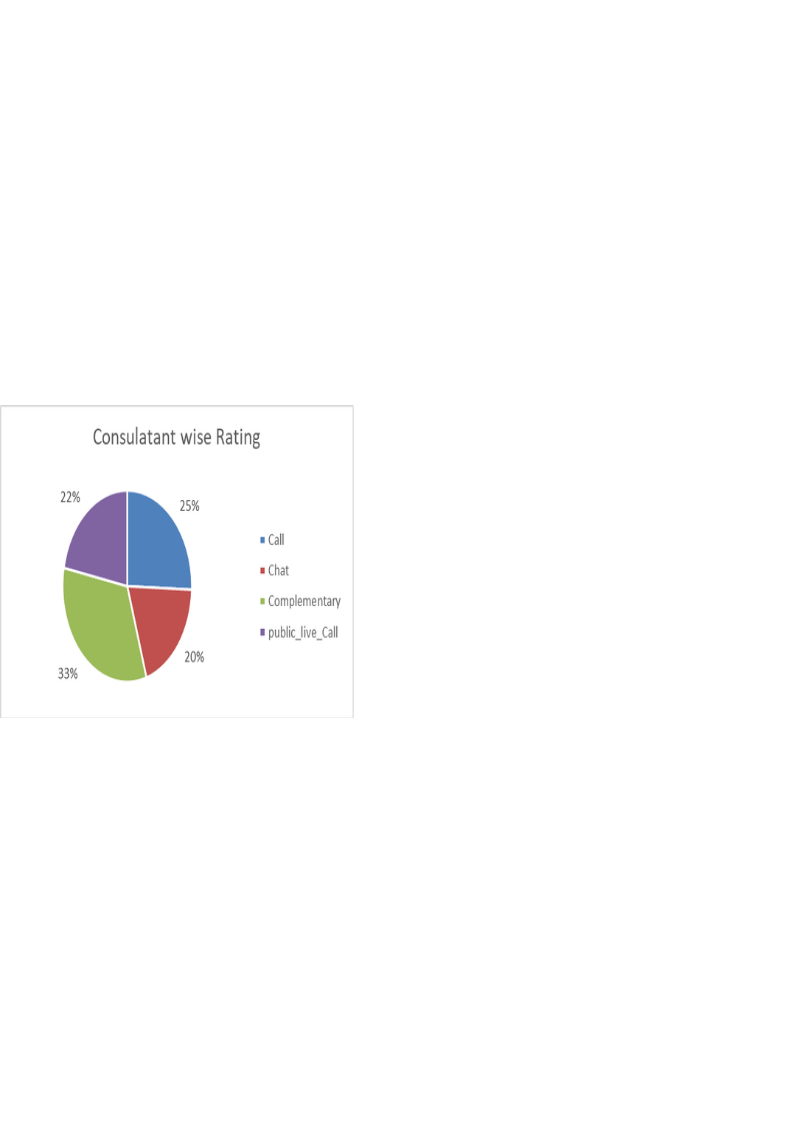 Consulatant wise Rating
22%
25%
Call
Chat
Complementary
public_live_Call
20%
33%